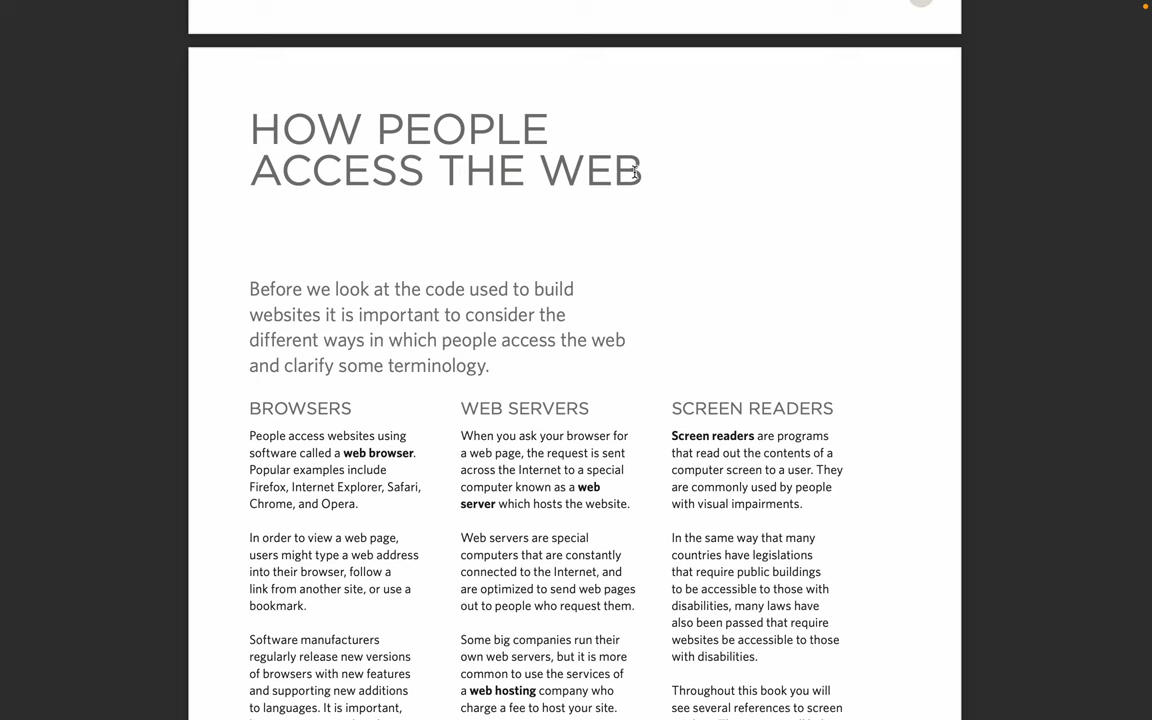 HOW PEOPLE
ACCESS THE WEB
Before we look at the code used to build
websites it is important to consider the
different ways in which people access the web
and clarify some terminology.
BROWSERS
People access websites using
software called a web browser.
Popular examples include
Firefox, Internet Explorer, Safari,
Chrome, and Opera.
In order to view a web page,
users might type a web address
into their browser, follow a
link from another site, or use a
bookmark.
Software manufacturers
regularly release new versions
of browsers with new features
and supporting new additions
to languages. It is important,
WEB SERVERS
When you ask your browser for
a web page, the request is sent
across the Internet to a special
computer known as a web
server which hosts the website.
Web servers are special
computers that are constantly
connected to the Internet, and
are optimized to send web pages
out to people who request them.
Some big companies run their
own web servers, but it is more
common to use the services of
a web hosting company who
charge a fee to host your site.
SCREEN READERS
Screen readers are programs
that read out the contents of a
computer screen to a user. They
are commonly used by people
with visual impairments.
In the same way that many
countries have legislations
that require public buildings
to be accessible to those with
disabilities, many laws have
also been passed that require
websites be accessible to those
with disabilities.
Throughout this book you will
see several references to screen